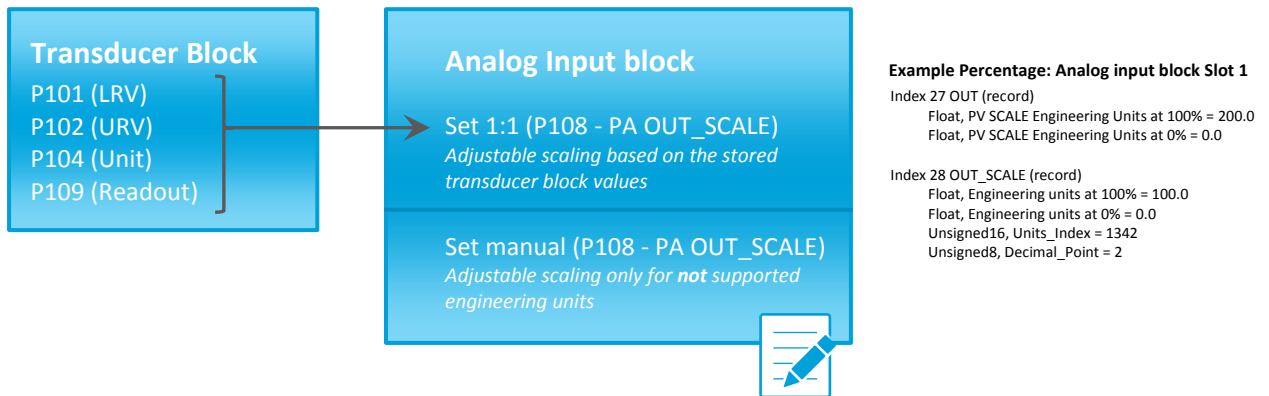 Transducer Block
P101 (LRV)
P102 (URV)
P104 (Unit)
P109 (Readout)
Analog Input block
Set 1:1 (P108 - PA OUT_SCALE)
Adjustable scaling based on the stored
transducer block values
Set manual (P108 - PA OUT_SCALE)
Adjustable scaling only for not supported
engineering units
Example Percentage: Analog input block Slot 1
Index 27 OUT (record)
Float, PV SCALE Engineering Units at 100% = 200.0
Float, PV SCALE Engineering Units at 0% = 0.0
Index 28 OUT_SCALE (record)
Float, Engineering units at 100% = 100.0
Float, Engineering units at 0% = 0.0
Unsigned16, Units_Index = 1342
Unsigned8, Decimal_Point = 2